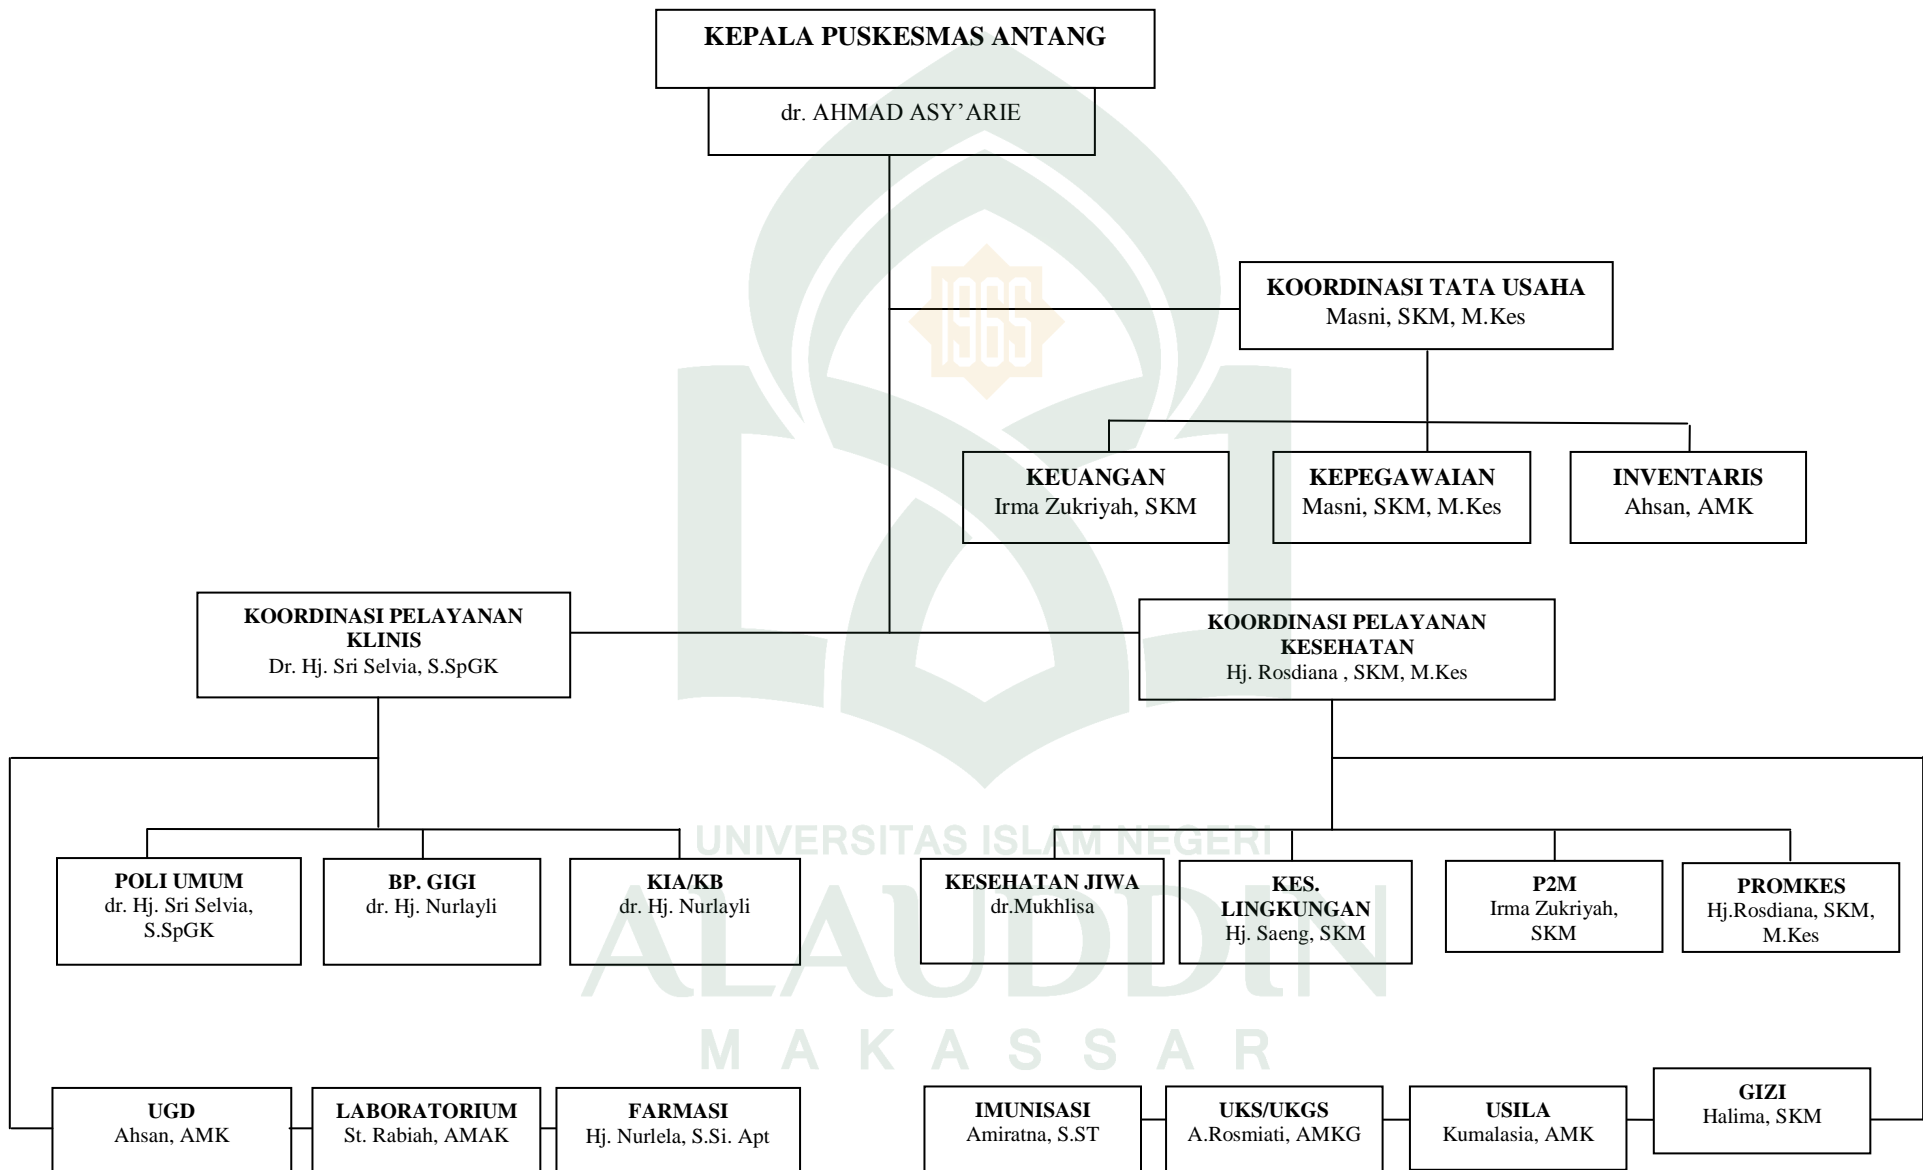 KEPALA PUSKESMAS ANTANG
dr. AHMAD ASY’ARIE
1965
KOORDINASI TATA USAHA
Masni, SKM, M.Kes
KEUANGAN
Irma Zukriyah, SKM
KEPEGAWAIAN
Masni, SKM, M.Kes
INVENTARIS
Ahsan, AMK
KOORDINASI PELAYANAN
KLINIS
Dr. Hj. Sri Selvia, S.SpGK
KOORDINASI PELAYANAN
KESEHATAN
Hj. Rosdiana , SKM, M.Kes
UNIVERSITAS ISLAM NEGERI
POLI UMUM
dr. Hj. Sri Selvia,
S.SpGK
BP. GIGI
dr. Hj. Nurlayli
KIA/KB
dr. Hj. Nurlayli
KESEHATAN JIWA
dr.Mukhlisa
KES.
LINGKUNGAN
Hj. Saeng, SKM
P2M
Irma Zukriyah,
SKM
PROMKES
Hj.Rosdiana, SKM,
M.Kes
ALAUDDIN
MAKASSAR
UGD
Ahsan, AMK
LABORATORIUM
St. Rabiah, AMAK
FARMASI
Hj. Nurlela, S.Si. Apt
IMUNISASI
Amiratna, S.ST
UKS/UKGS
A.Rosmiati, AMKG
USILA
Kumalasia, AMK
GIZI
Halima, SKM